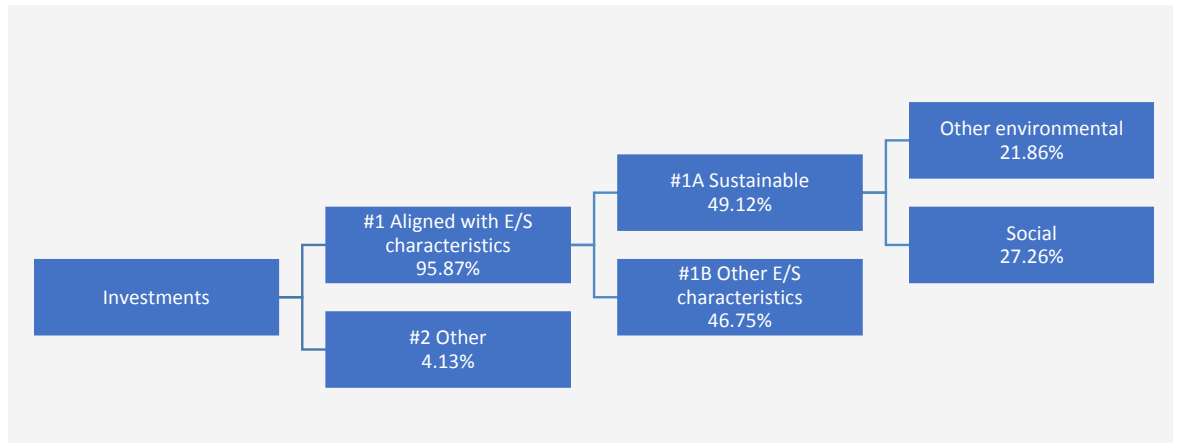 Investments
#1 Aligned with E/S
characteristics
95.87%
#2 Other
4.13%
#1A Sustainable
49.12%
#1B Other E/S
characteristics
46.75%
Other environmental
21.86%
Social
27.26%